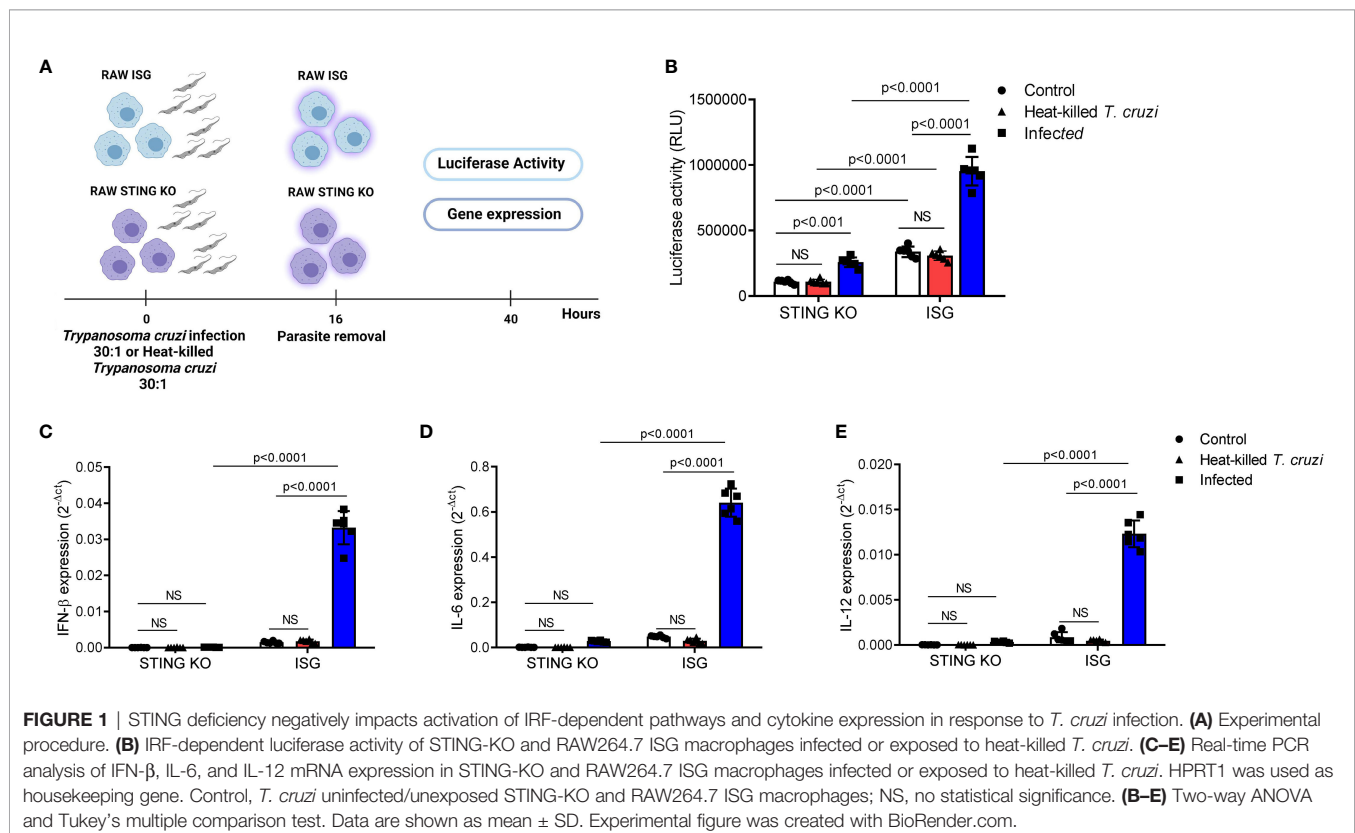 A
RAW ISG
RAW ISG
Luciferase Activity
RAW STING KO
RAW STING KO
Gene expression
0
16
40
Hours
Trypanosoma cruzi infection
30:1 or Heat-killed
Trypanosoma cruzi
30:1
Parasite removal
B
Luciferase activity (RLU)
1500000
1000000
500000
0
p<0.0001
p<0.0001
p<0.0001
p<0.0001
p<0.001
NS
NS
STING KO
ISG
Control
Heat-killed T. cruzi
Infected
C
IFN-β expression (2^-Δct)
0.05
0.04
0.03
0.02
0.01
0.00
p<0.0001
p<0.0001
NS
NS
NS
STING KO
ISG
D
IL-6 expression (2^-Δct)
0.8
0.6
0.4
0.2
0.0
p<0.0001
p<0.0001
NS
NS
NS
STING KO
ISG
E
IL-12 expression (2^-Δct)
0.020
0.015
0.010
0.005
0.000
p<0.0001
p<0.0001
NS
NS
NS
STING KO
ISG
Control
Heat-killed T. cruzi
Infected
FIGURE 1 | STING deficiency negatively impacts activation of IRF-dependent pathways and cytokine expression in response to T. cruzi infection. (A) Experimental
procedure. (B) IRF-dependent luciferase activity of STING-KO and RAW264.7 ISG macrophages infected or exposed to heat-killed T. cruzi. (C–E) Real-time PCR
analysis of IFN-β, IL-6, and IL-12 mRNA expression in STING-KO and RAW264.7 ISG macrophages infected or exposed to heat-killed T. cruzi. HPRT1 was used as
housekeeping gene. Control, T. cruzi uninfected/unexposed STING-KO and RAW264.7 ISG macrophages; NS, no statistical significance. (B–E) Two-way ANOVA
and Tukey's multiple comparison test. Data are shown as mean ± SD. Experimental figure was created with BioRender.com.